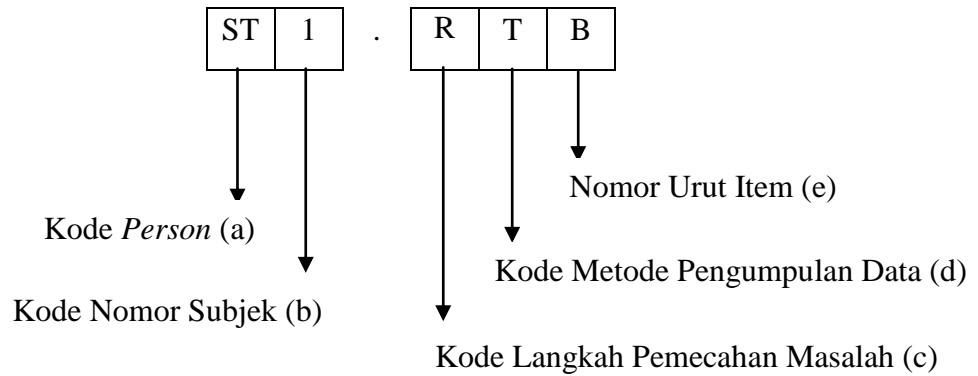 ST 1 . R T B
Nomor Urut Item (e)
Kode Person (a)
Kode Metode Pengumpulan Data (d)
Kode Nomor Subjek (b)
Kode Langkah Pemecahan Masalah (c)